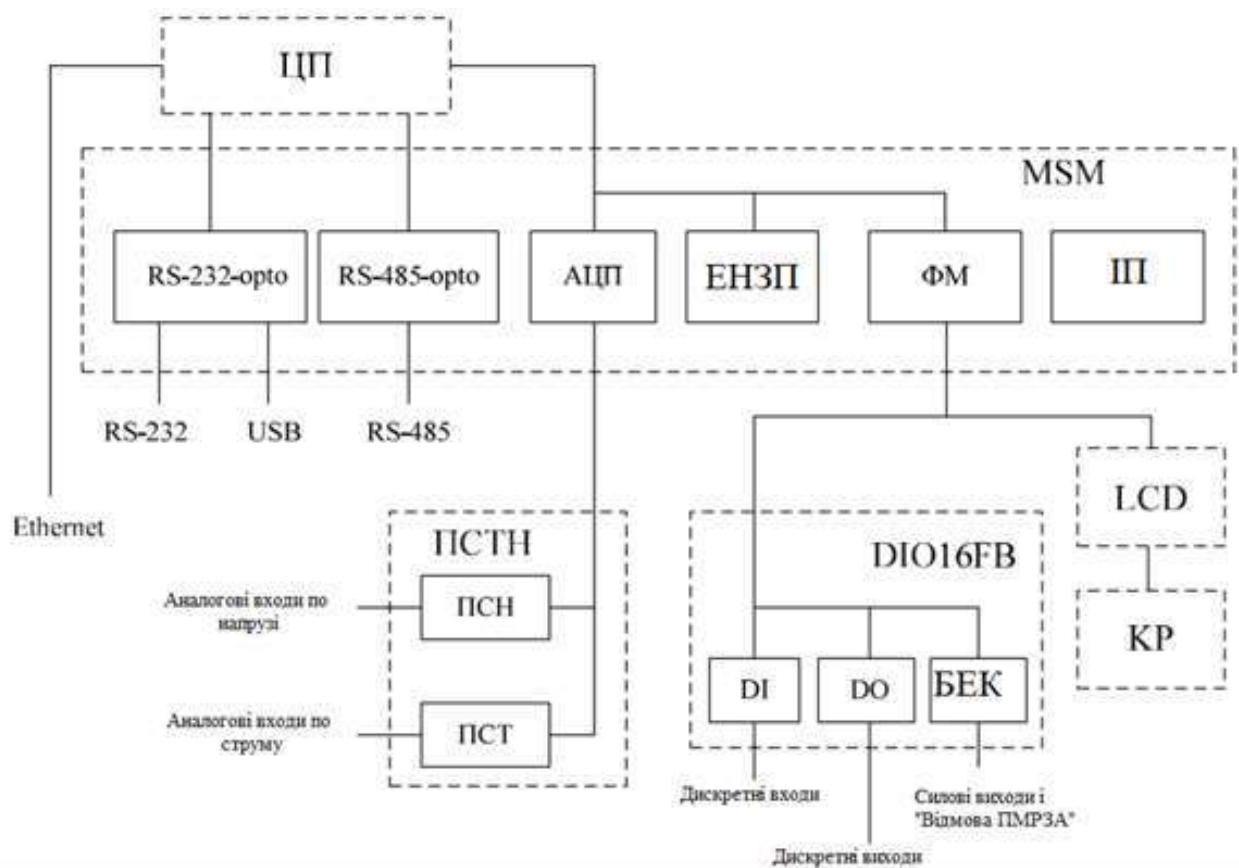 ЦП
MSM
RS-232-opto
RS-485-opto
АЦП
ЕНЗП
ФМ
ІП
RS-232
USB
RS-485
Ethernet
LCD
KP
ПСТН
Аналогові входи по
напрузі
ПСН
Аналогові входи по
струму
ПСТ
DIO16FB
DI
DO
БЕК
Дискретні входи
Силові виходи і
"Відмова ПМРЗА"
Дискретні виходи